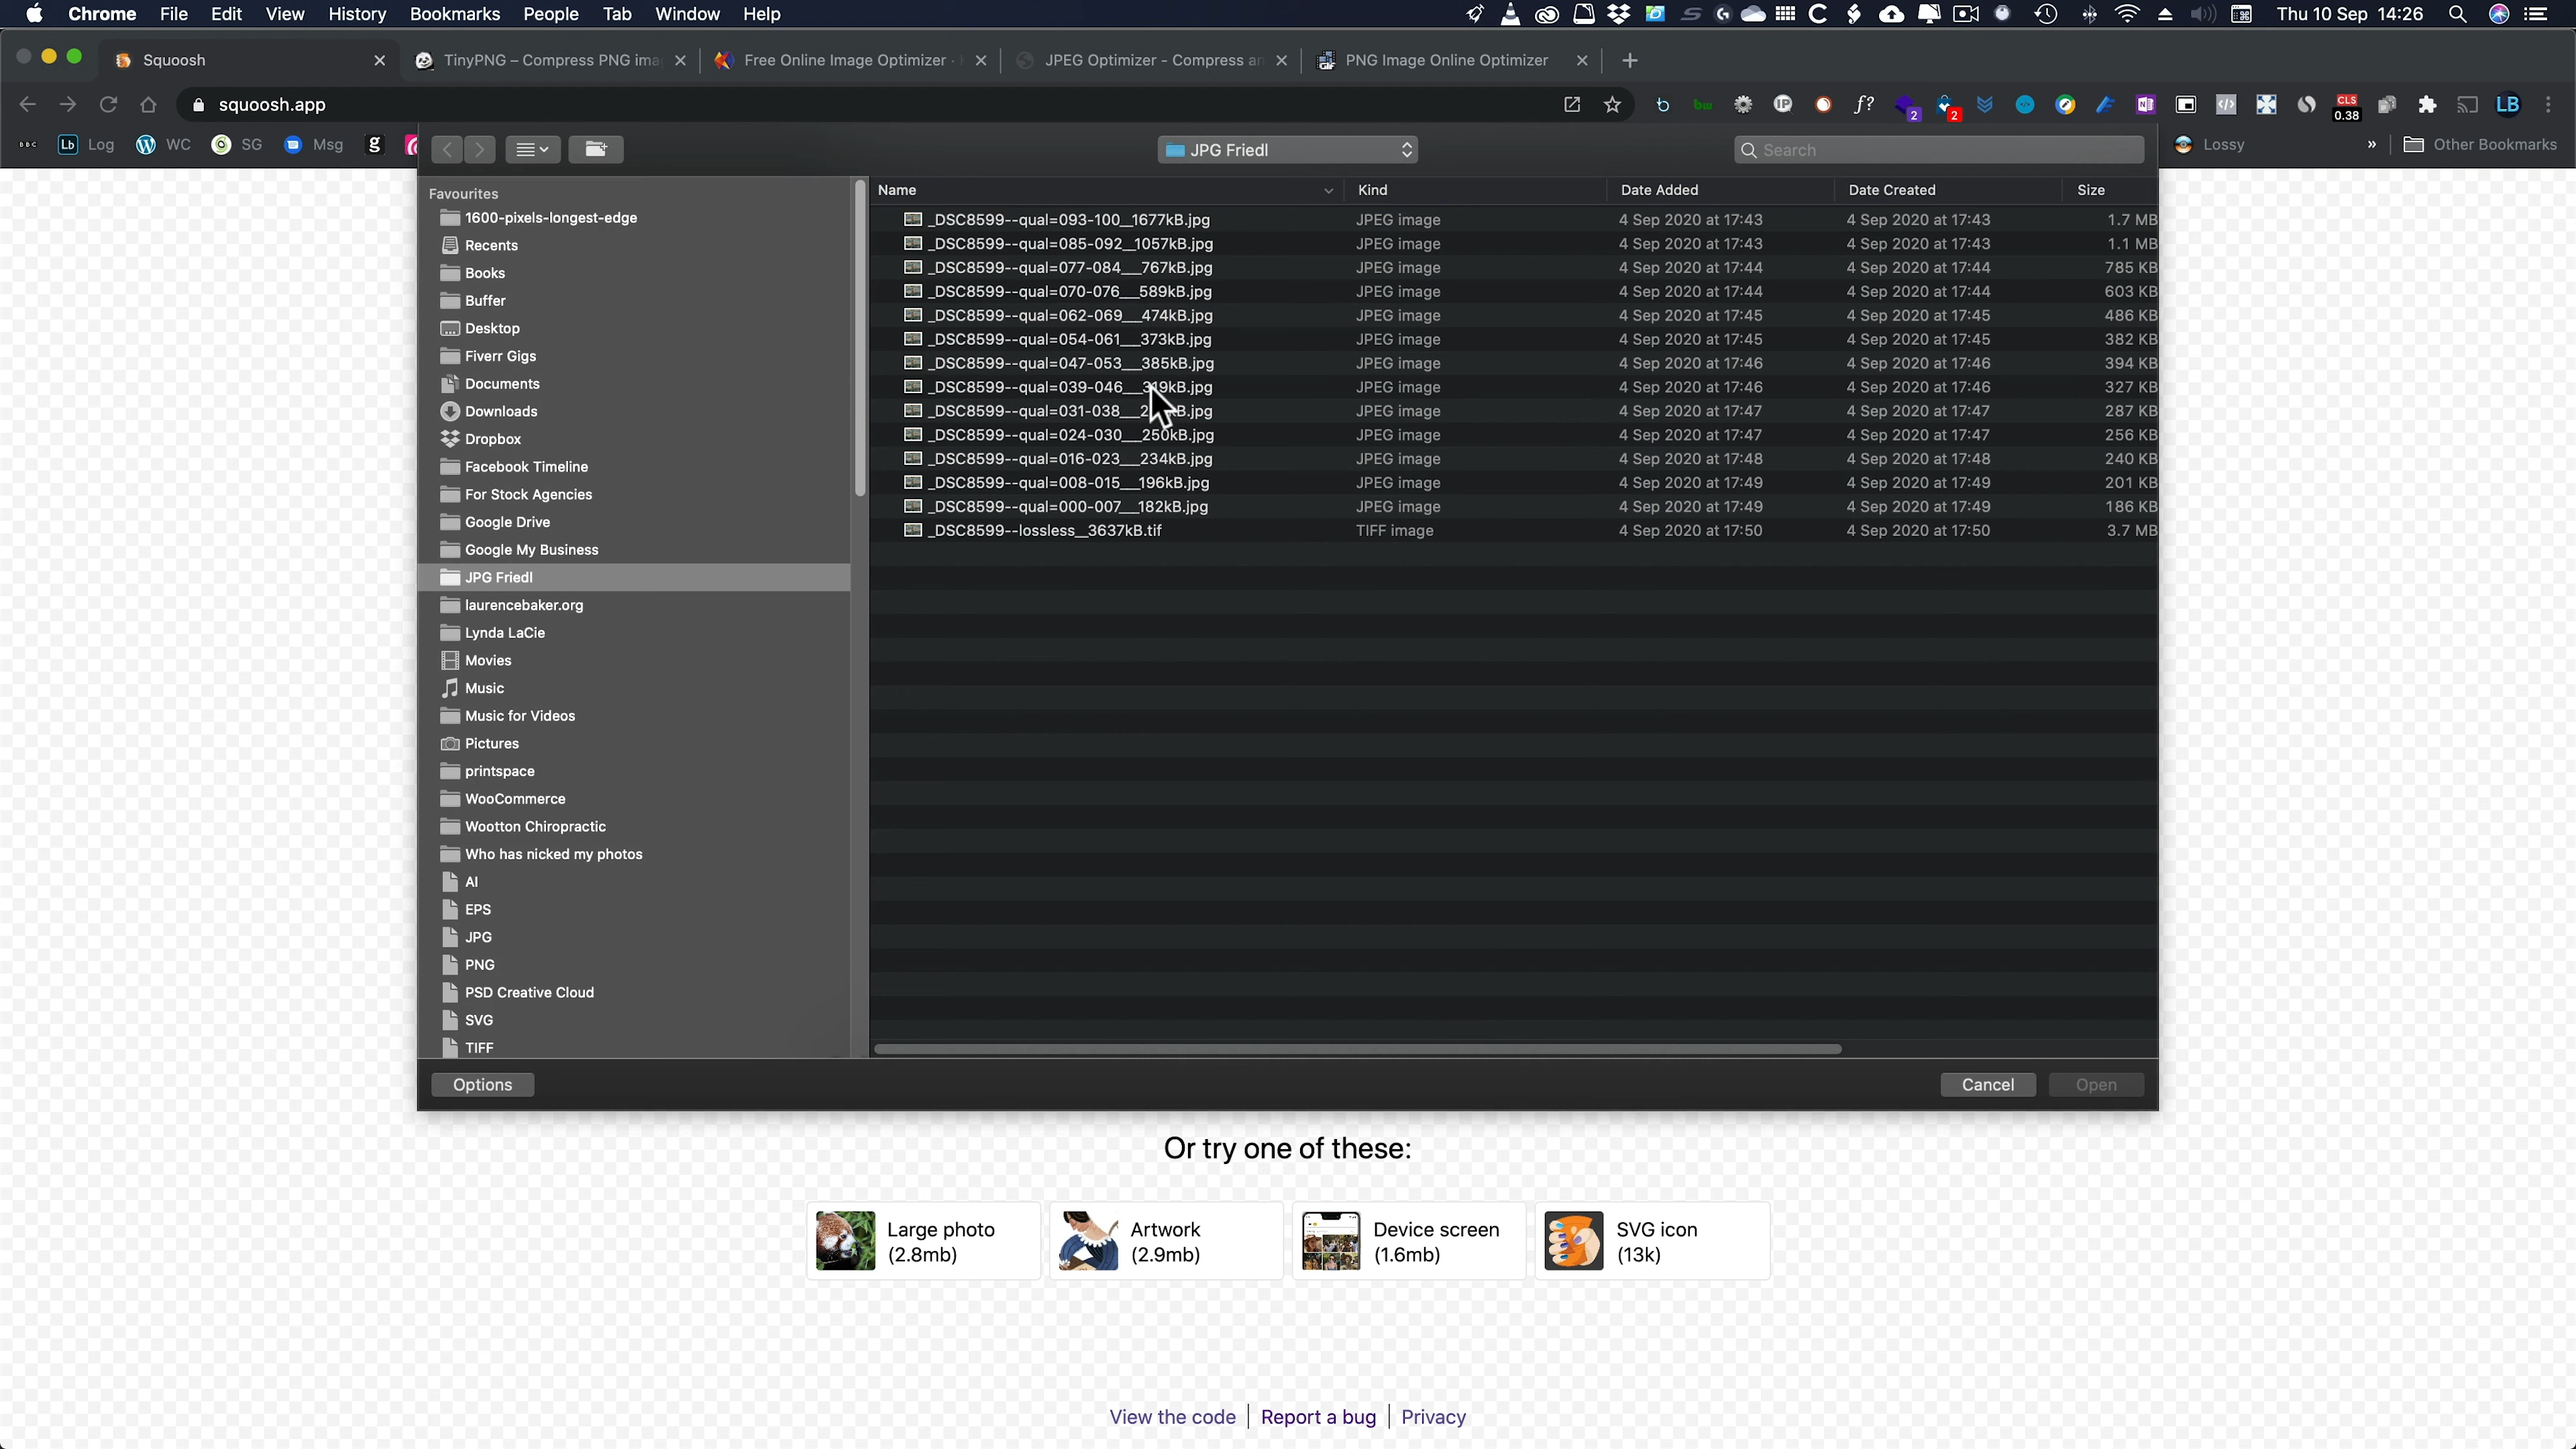 Chrome File Edit View History Bookmarks People Tab Window Help Thu 10 Sep 14:26
Squoosh TinyPNG – Compress PNG ima Free Online Image Optimizer · JPEG Optimizer - Compress an PNG Image Online Optimizer
squoosh.app f? 2 2 CLS 0.38 LB
BBC Lb Log WC SG Msg g JPG Friedl Search Lossy » Other Bookmarks
Favourites
1600-pixels-longest-edge
Recents
Books
Buffer
Desktop
Fiverr Gigs
Documents
Downloads
Dropbox
Facebook Timeline
For Stock Agencies
Google Drive
Google My Business
JPG Friedl
laurencebaker.org
Lynda LaCie
Movies
Music
Music for Videos
Pictures
printspace
WooCommerce
Wootton Chiropractic
Who has nicked my photos
AI
EPS
JPG
PNG
PSD Creative Cloud
SVG
TIFF
Name Kind Date Added Date Created Size
_DSC8599--qual=093-100__1677kB.jpg JPEG image 4 Sep 2020 at 17:43 4 Sep 2020 at 17:43 1.7 MB
_DSC8599--qual=085-092__1057kB.jpg JPEG image 4 Sep 2020 at 17:43 4 Sep 2020 at 17:43 1.1 MB
_DSC8599--qual=077-084___767kB.jpg JPEG image 4 Sep 2020 at 17:44 4 Sep 2020 at 17:44 785 KB
_DSC8599--qual=070-076___589kB.jpg JPEG image 4 Sep 2020 at 17:44 4 Sep 2020 at 17:44 603 KB
_DSC8599--qual=062-069___474kB.jpg JPEG image 4 Sep 2020 at 17:45 4 Sep 2020 at 17:45 486 KB
_DSC8599--qual=054-061___373kB.jpg JPEG image 4 Sep 2020 at 17:45 4 Sep 2020 at 17:45 382 KB
_DSC8599--qual=047-053___385kB.jpg JPEG image 4 Sep 2020 at 17:46 4 Sep 2020 at 17:46 394 KB
_DSC8599--qual=039-046___319kB.jpg JPEG image 4 Sep 2020 at 17:46 4 Sep 2020 at 17:46 327 KB
_DSC8599--qual=031-038___2 B.jpg JPEG image 4 Sep 2020 at 17:47 4 Sep 2020 at 17:47 287 KB
_DSC8599--qual=024-030___250kB.jpg JPEG image 4 Sep 2020 at 17:47 4 Sep 2020 at 17:47 256 KB
_DSC8599--qual=016-023___234kB.jpg JPEG image 4 Sep 2020 at 17:48 4 Sep 2020 at 17:48 240 KB
_DSC8599--qual=008-015___196kB.jpg JPEG image 4 Sep 2020 at 17:49 4 Sep 2020 at 17:49 201 KB
_DSC8599--qual=000-007___182kB.jpg JPEG image 4 Sep 2020 at 17:49 4 Sep 2020 at 17:49 186 KB
_DSC8599--lossless__3637kB.tif TIFF image 4 Sep 2020 at 17:50 4 Sep 2020 at 17:50 3.7 MB
Options Cancel Open
Or try one of these:
Large photo
(2.8mb)
Artwork
(2.9mb)
Device screen
(1.6mb)
SVG icon
(13k)
View the code Report a bug Privacy